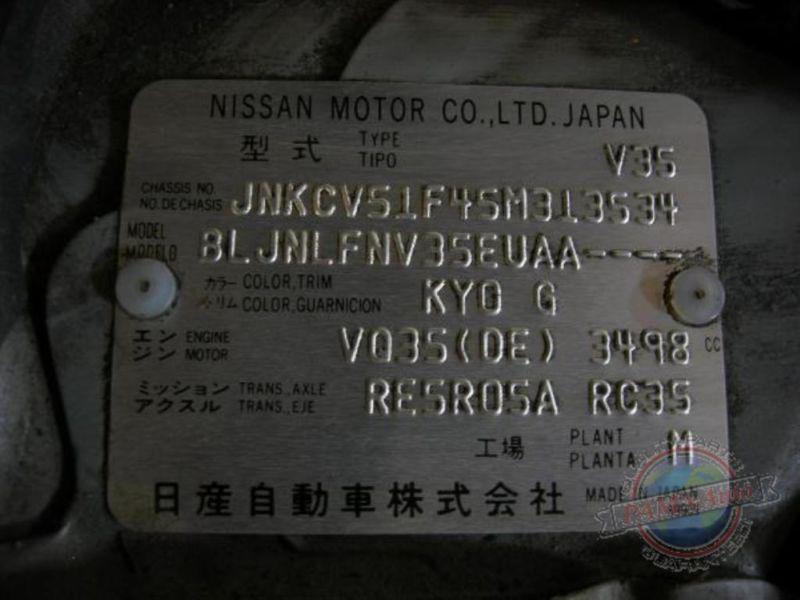 NISSAN MOTOR CO.,LTD. JAPAN
型式 TYPE TIPO V35
CHASSIS NO. NO. DE CHASIS JNKCV51F45M313534
MODEL MODELO BLJNLFNV35EUAA----
カラー COLOR,TRIM
トリム COLOR,GUARNICION KY0 G
エンジン ENGINE MOTOR VQ35(DE) 3498 CC
ミッション TRANS.,AXLE
アクスル TRANS.,EJE RE5R05A RC35
工場 PLANT PLANTA M
日産自動車株式会社 MADE IN JAPAN